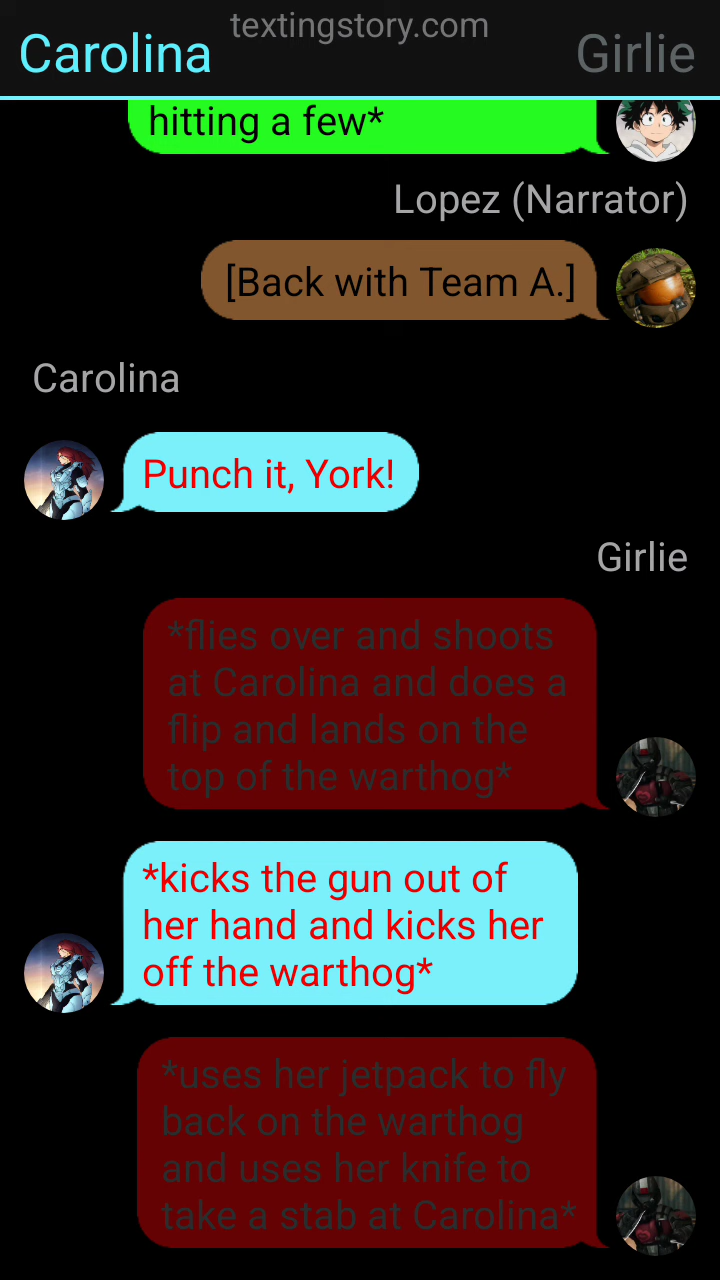 textingstory.com
Carolina
Girlie
hitting a few*
Lopez (Narrator)
[Back with Team A.]
Carolina
Punch it, York!
Girlie
*flies over and shoots
at Carolina and does a
flip and lands on the
top of the warthog*
*kicks the gun out of
her hand and kicks her
off the warthog*
*uses her jetpack to fly
back on the warthog
and uses her knife to
take a stab at Carolina*